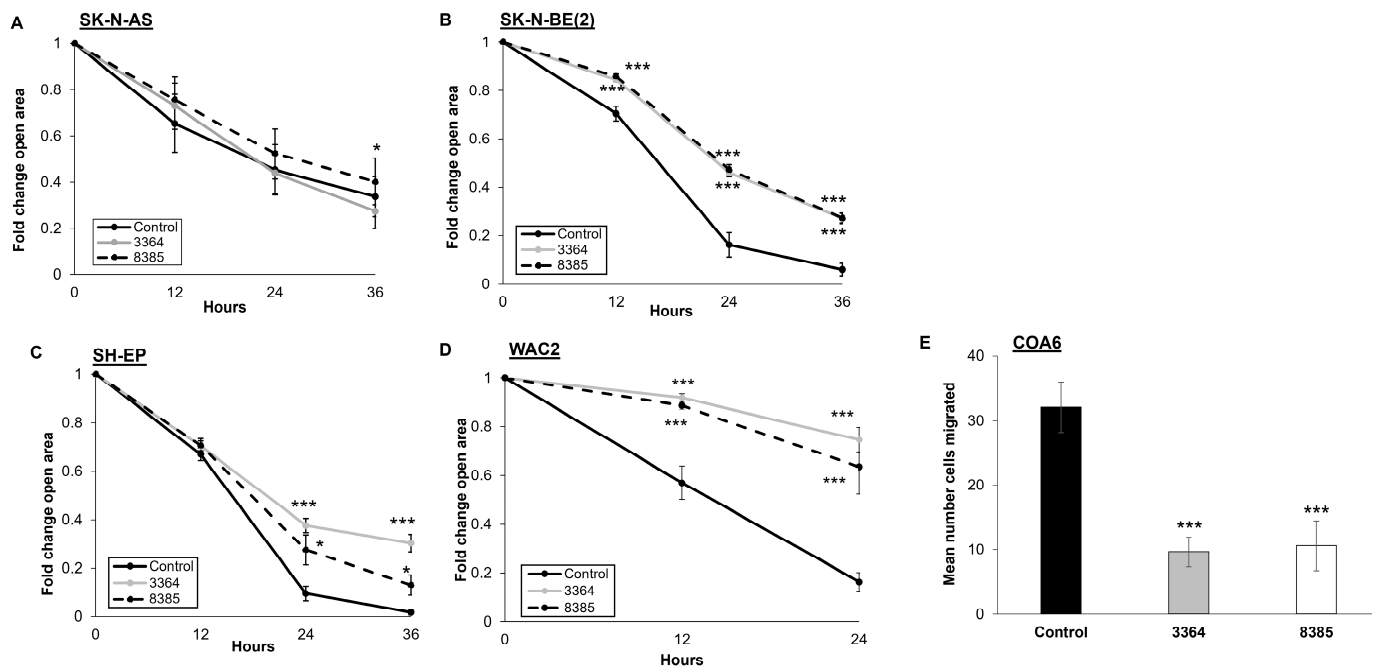 A
SK-N-AS
Fold change open area
1
0.8
0.6
0.4
0.2
0
*
Control
3364
8385
0
12
24
36
Hours
B
SK-N-BE(2)
Fold change open area
1
0.8
0.6
0.4
0.2
0
***
***
***
***
***
***
Control
3364
8385
0
12
24
36
Hours
C
SH-EP
Fold change open area
1
0.8
0.6
0.4
0.2
0
***
***
*
*
Control
3364
8385
0
12
24
36
Hours
D
WAC2
Fold change open area
1
0.8
0.6
0.4
0.2
0
***
***
***
***
Control
3364
8385
0
12
24
Hours
E
COA6
Mean number cells migrated
40
30
20
10
0
***
***
Control
3364
8385